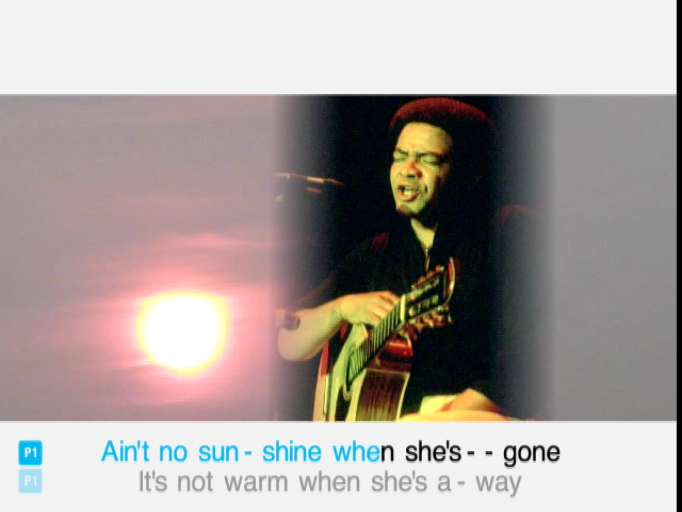 P1 Ain't no sun - shine when she's - - gone
P1 It's not warm when she's a - way